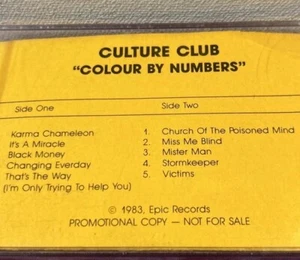 CULTURE CLUB
"COLOUR BY NUMBERS"
Side One
Side Two
Karma Chameleon
It's A Miracle
Black Money
Changing Everday
That's The Way
(I'm Only Trying To Help You)
1. Church Of The Poisoned Mind
2. Miss Me Blind
3. Mister Man
4. Stormkeeper
5. Victims
© 1983, Epic Records
PROMOTIONAL COPY — NOT FOR SALE